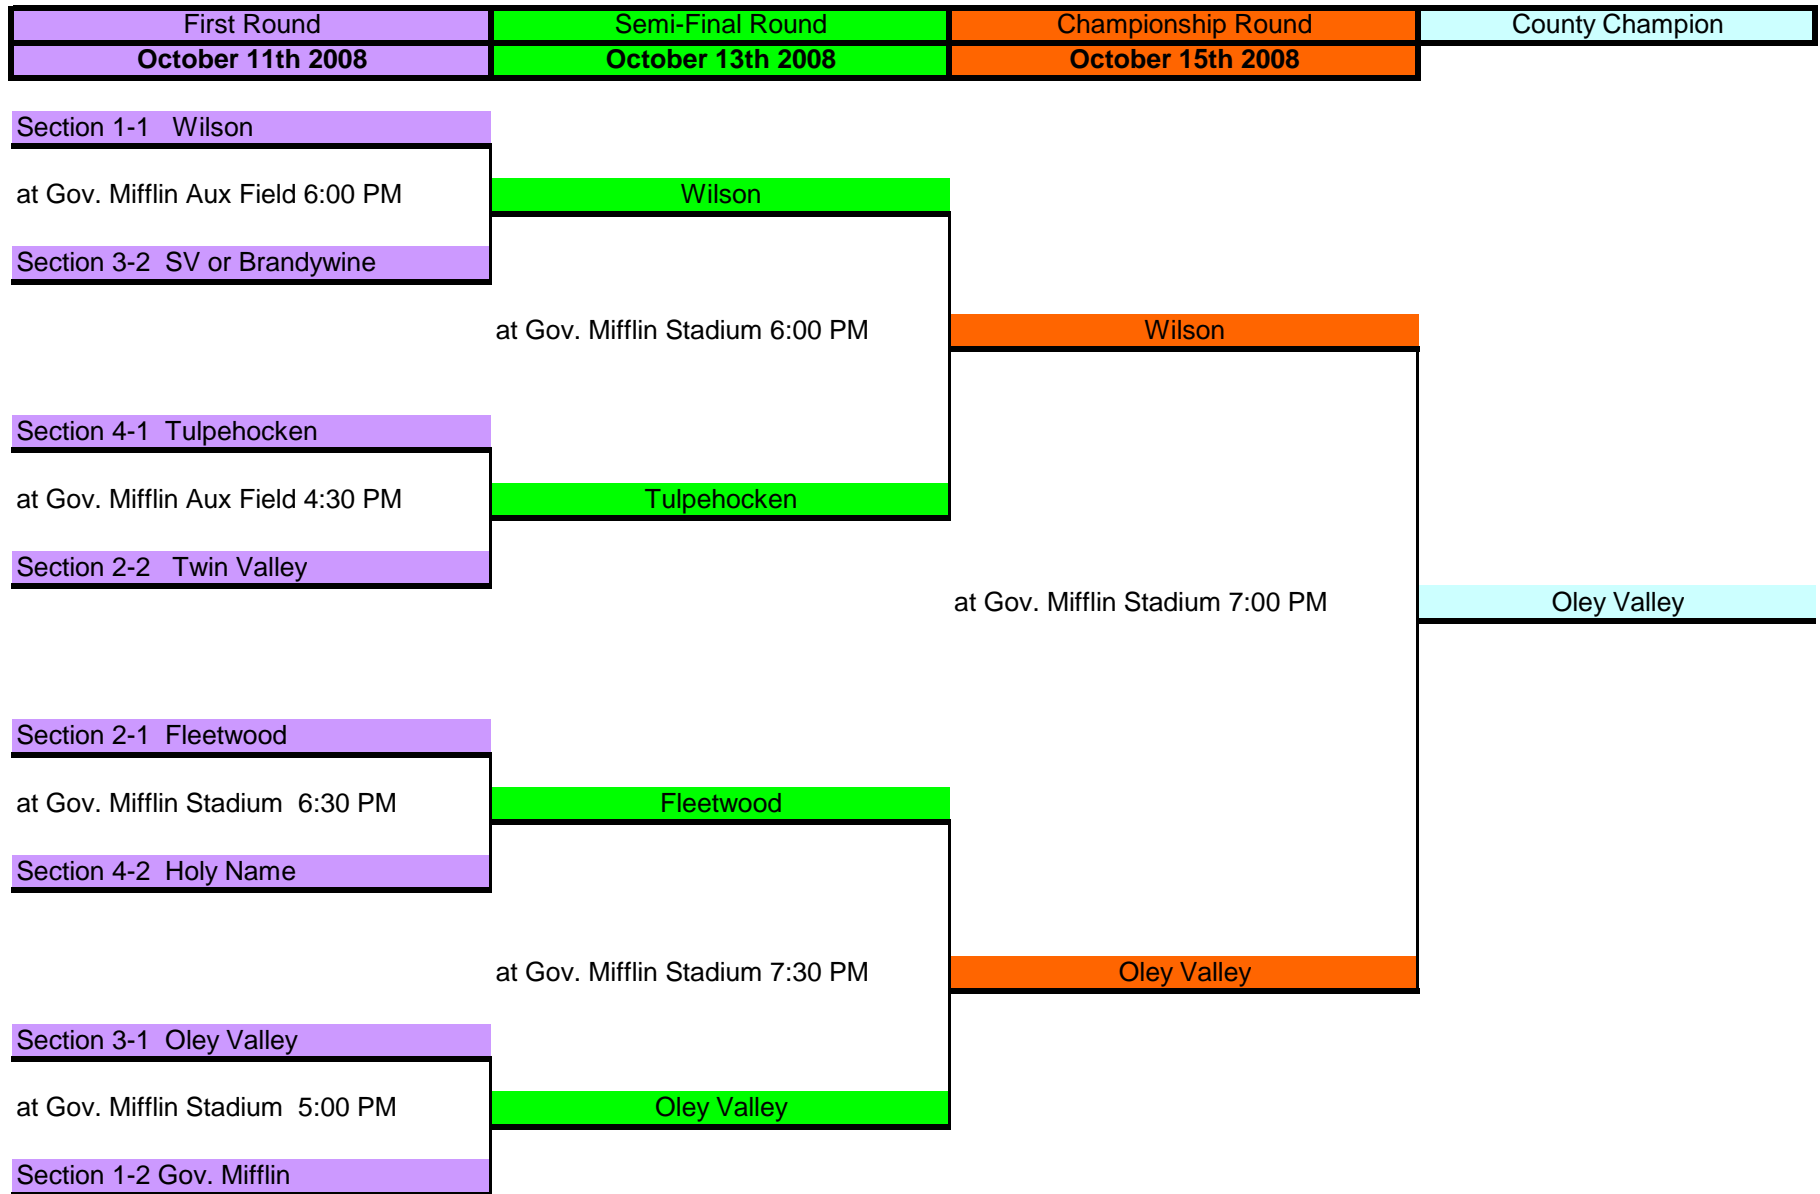 First Round Semi-Final Round Championship Round County Champion
October 11th 2008 October 13th 2008 October 15th 2008
Section 1-1 Wilson
at Gov. Mifflin Aux Field 6:00 PM Wilson
Section 3-2 SV or Brandywine
at Gov. Mifflin Stadium 6:00 PM Wilson
Section 4-1 Tulpehocken
at Gov. Mifflin Aux Field 4:30 PM Tulpehocken
Section 2-2 Twin Valley
at Gov. Mifflin Stadium 7:00 PM Oley Valley
Section 2-1 Fleetwood
at Gov. Mifflin Stadium 6:30 PM Fleetwood
Section 4-2 Holy Name
at Gov. Mifflin Stadium 7:30 PM Oley Valley
Section 3-1 Oley Valley
at Gov. Mifflin Stadium 5:00 PM Oley Valley
Section 1-2 Gov. Mifflin